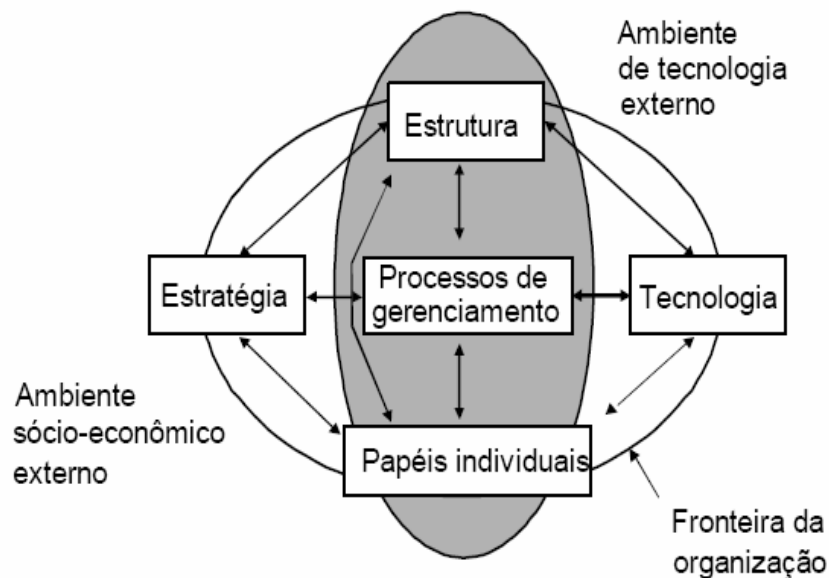 Ambiente
de tecnologia
externo
Estrutura
Estratégia
Processos de
gerenciamento
Tecnologia
Ambiente
sócio-econômico
externo
Papéis individuais
Fronteira da
organização